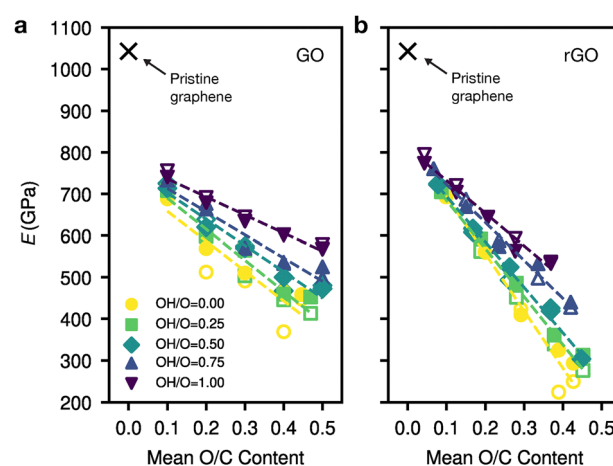 a
b
1100
1000
900
800
700
600
500
400
300
200
E (GPa)
GO
Pristine
graphene
OH/O=0.00
OH/O=0.25
OH/O=0.50
OH/O=0.75
OH/O=1.00
0.0 0.1 0.2 0.3 0.4 0.5
Mean O/C Content
rGO
Pristine
graphene
0.0 0.1 0.2 0.3 0.4 0.5
Mean O/C Content